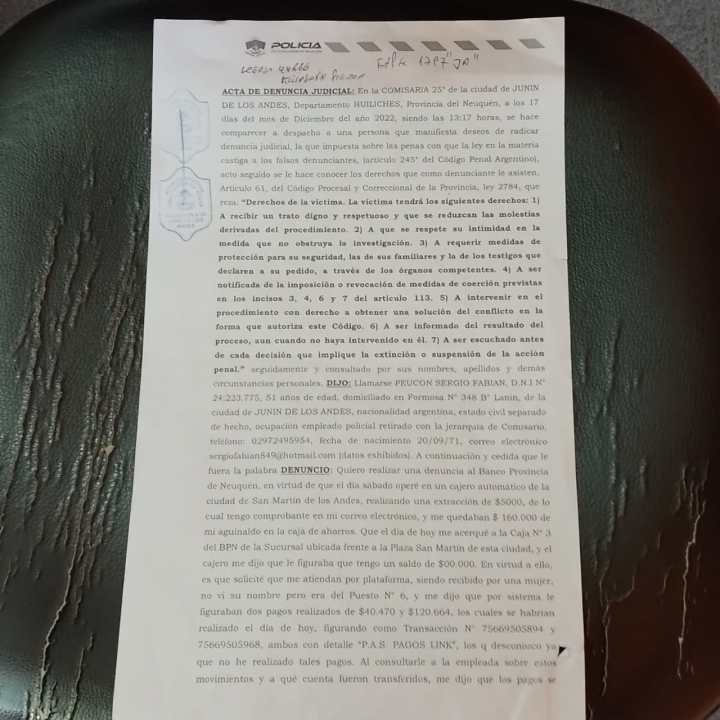 POLICIA
ACTA DE DENUNCIA JUDICIAL: En la COMISARIA 25° de la ciudad de JUNIN
DE LOS ANDES, Departamento HUILICHES, Provincia del Neuquén, a los 17
días del mes de Diciembre del año 2022, siendo las 13:17 horas, se hace
comparecer a despacho a una persona que manifiesta deseos de radicar
denuncia judicial, la que impuesta sobre las penas con que la ley en la materia
castiga a los falsos denunciantes, (artículo 245° del Código Penal Argentino),
acto seguido se le hace conocer los derechos que como denunciante le asisten,
Articulo 61, del Código Procesal y Correccional de la Provincia, ley 2784, que
reza: "Derechos de la víctima. La víctima tendrá los siguientes derechos: 1)
A recibir un trato digno y respetuoso y que se reduzcan las molestias
derivadas del procedimiento. 2) A que se respete su intimidad en la
medida que no obstruya la investigación. 3) A requerir medidas de
protección para su seguridad, las de sus familiares y la de los testigos que
declaren a su pedido, a través de los órganos competentes. 4) A ser
notificada de la imposición o revocación de medidas de coerción previstas
en los incisos 3, 4, 6 y 7 del artículo 113. 5) A intervenir en el
procedimiento con derecho a obtener una solución del conflicto en la
forma que autoriza este Código. 6) A ser informado del resultado del
proceso, aun cuando no haya intervenido en él. 7) A ser escuchado antes
de cada decisión que implique la extinción o suspensión de la acción
penal." seguidamente y consultado por sus nombres, apellidos y demás
circunstancias personales. DIJO: Llamarse PEUCON SERGIO FABIAN, D.N.I N°
24.223.775, 51 años de edad, domiciliado en Formosa N° 348 B° Lanin, de la
ciudad de JUNIN DE LOS ANDES, nacionalidad argentina, estado civil separado
de hecho, ocupación empleado policial retirado con la jerarquía de Comisario,
teléfono: 02972495954, fecha de nacimiento 20/09/71, correo electrónico
sergiofabian849@hotmail.com (datos exhibidos). A continuación y cedida que le
fuera la palabra DENUNCIO: Quiero realizar una denuncia al Banco Provincia
de Neuquén, en virtud de que el día sábado operé en un cajero automático de la
ciudad de San Martín de los Andes, realizando una extracción de $5000, de lo
cual tengo comprobante en mi correo electrónico, y me quedaban $ 160.000 de
mi aguinaldo en la caja de ahorros. Que el día de hoy me acerqué a la Caja N° 3
del BPN de la Sucursal ubicada frente a la Plaza San Martín de esta ciudad, y el
cajero me dijo que le figuraba que tengo un saldo de $00.000. En virtud a ello,
es que solicité que me atiendan por plataforma, siendo recibido por una mujer,
no vi su nombre pero era del Puesto N° 6, y me dijo que por sistema le
figuraban dos pagos realizados de $40.470 y $120.664, los cuales se habrían
realizado el día de hoy, figurando como Transacción N° 75669505894 y
75669505968, ambos con detalle "P.A.S. PAGOS LINK", los q desconozco ya
que no he realizado tales pagos. Al consultarle a la empleada sobre estos
movimientos y a qué cuenta fueron transferidos, me dijo que los pagos se